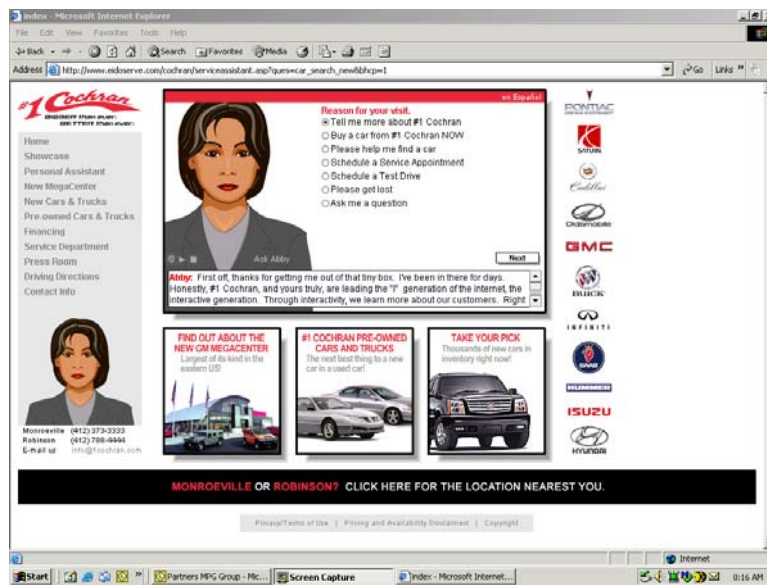 index - Microsoft Internet Explorer
File Edit View Favorites Tools Help
Back Search Favorites Media
Address http://www.eidoserve.com/cochran/serviceassistant.asp?ques=car_search_new&bhcp=1 Go Links
#1 Cochran
BIGGER than ever.
BETTER than ever.
Home
Showcase
Personal Assistant
New MegaCenter
New Cars & Trucks
Pre-owned Cars & Trucks
Financing
Service Department
Press Room
Driving Directions
Contact Info
Monroeville (412) 373-3333
Robinson (412) 788-9191
E-mail us info@1cochran.com
en Español
Reason for your visit.
Tell me more about #1 Cochran
Buy a car from #1 Cochran NOW
Please help me find a car
Schedule a Service Appointment
Schedule a Test Drive
Please get lost
Ask me a question
Ask Abby
Next
Abby: First off, thanks for getting me out of that tiny box. I've been in there for days.
Honestly, #1 Cochran, and yours truly, are leading the "I" generation of the internet, the
interactive generation. Through interactivity, we learn more about our customers. Right
FIND OUT ABOUT THE
NEW GM MEGACENTER
Largest of its kind in the
eastern US!
#1 COCHRAN PRE-OWNED
CARS AND TRUCKS
The next best thing to a new
car in a used car!
TAKE YOUR PICK
Thousands of new cars in
inventory right now!
PONTIAC
SATURN
Cadillac
Oldsmobile
GMC
BUICK
INFINITI
SAAB
HUMMER
ISUZU
HYUNDAI
MONROEVILLE OR ROBINSON? CLICK HERE FOR THE LOCATION NEAREST YOU.
Privacy/Terms of Use | Pricing and Availability Disclaimers | Copyright
Internet
Start Partners MPG Group - Mic... Screen Capture index - Microsoft Internet... 8:16 AM